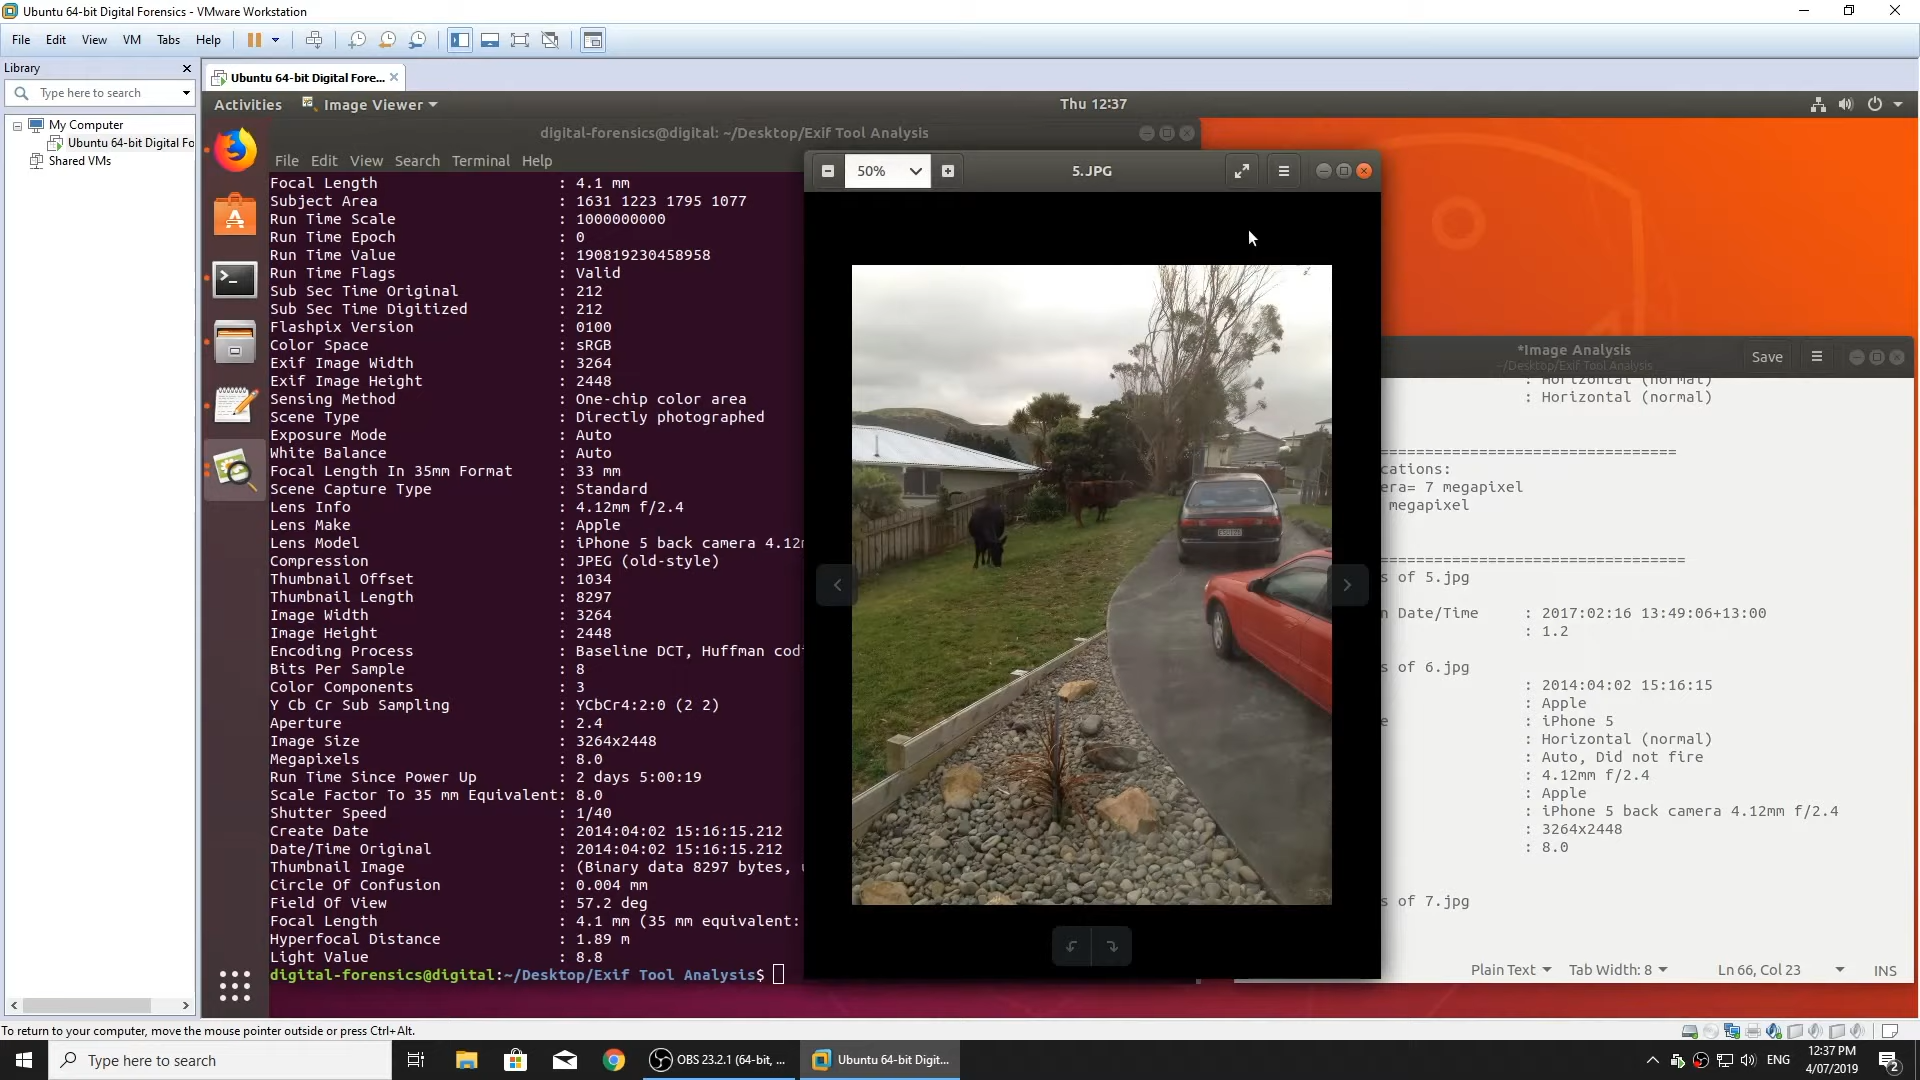 Ubuntu 64-bit Digital Forensics - VMware Workstation
File Edit View VM Tabs Help
Library
Type here to search
My Computer
Ubuntu 64-bit Digital Fo
Shared VMs
Ubuntu 64-bit Digital Fore...
Activities Image Viewer Thu 12:37
digital-forensics@digital: ~/Desktop/Exif Tool Analysis
File Edit View Search Terminal Help
Focal Length : 4.1 mm
Subject Area : 1631 1223 1795 1077
Run Time Scale : 1000000000
Run Time Epoch : 0
Run Time Value : 190819230458958
Run Time Flags : Valid
Sub Sec Time Original : 212
Sub Sec Time Digitized : 212
Flashpix Version : 0100
Color Space : sRGB
Exif Image Width : 3264
Exif Image Height : 2448
Sensing Method : One-chip color area
Scene Type : Directly photographed
Exposure Mode : Auto
White Balance : Auto
Focal Length In 35mm Format : 33 mm
Scene Capture Type : Standard
Lens Info : 4.12mm f/2.4
Lens Make : Apple
Lens Model : iPhone 5 back camera 4.12m
Compression : JPEG (old-style)
Thumbnail Offset : 1034
Thumbnail Length : 8297
Image Width : 3264
Image Height : 2448
Encoding Process : Baseline DCT, Huffman cod
Bits Per Sample : 8
Color Components : 3
Y Cb Cr Sub Sampling : YCbCr4:2:0 (2 2)
Aperture : 2.4
Image Size : 3264x2448
Megapixels : 8.0
Run Time Since Power Up : 2 days 5:00:19
Scale Factor To 35 mm Equivalent: 8.0
Shutter Speed : 1/40
Create Date : 2014:04:02 15:16:15.212
Date/Time Original : 2014:04:02 15:16:15.212
Thumbnail Image : (Binary data 8297 bytes, u
Circle Of Confusion : 0.004 mm
Field Of View : 57.2 deg
Focal Length : 4.1 mm (35 mm equivalent:
Hyperfocal Distance : 1.89 m
Light Value : 8.8
digital-forensics@digital:~/Desktop/Exif Tool Analysis$
50% 5.JPG
*Image Analysis
~/Desktop/Exif Tool Analysis
Save
: Horizontal (normal)
: Horizontal (normal)
================================
cations:
era= 7 megapixel
megapixel
=================================
s of 5.jpg
n Date/Time : 2017:02:16 13:49:06+13:00
: 1.2
s of 6.jpg
: 2014:04:02 15:16:15
: Apple
e : iPhone 5
: Horizontal (normal)
: Auto, Did not fire
: 4.12mm f/2.4
: Apple
: iPhone 5 back camera 4.12mm f/2.4
: 3264x2448
: 8.0
s of 7.jpg
Plain Text Tab Width: 8 Ln 66, Col 23 INS
To return to your computer, move the mouse pointer outside or press Ctrl+Alt.
Type here to search
OBS 23.2.1 (64-bit, ...
Ubuntu 64-bit Digit...
ENG
12:37 PM
4/07/2019
2